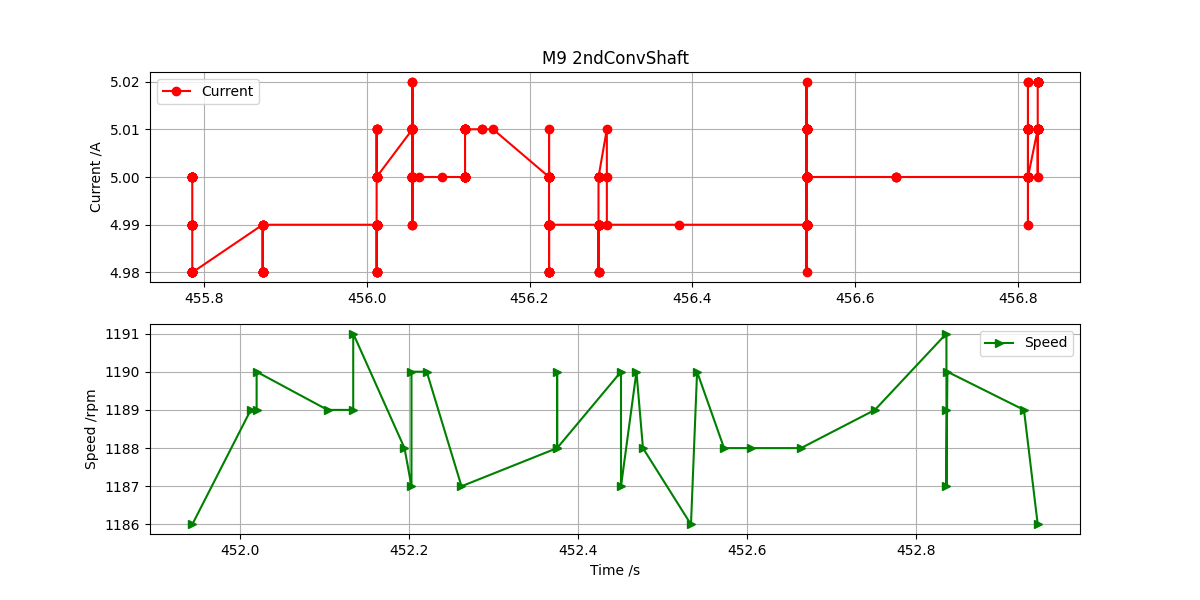 M9 2ndConvShaft
Current /A
5.02
5.01
5.00
4.99
4.98
Current
455.8 456.0 456.2 456.4 456.6 456.8
Speed /rpm
1191
1190
1189
1188
1187
1186
Speed
452.0 452.2 452.4 452.6 452.8
Time /s